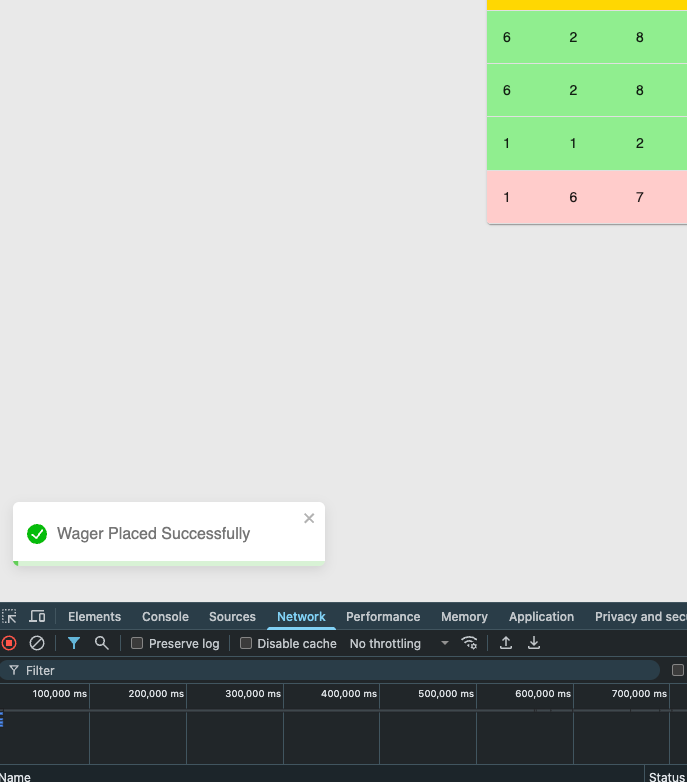 6 2 8
6 2 8
1 1 2
1 6 7
Wager Placed Successfully
Elements Console Sources Network Performance Memory Application Privacy and secu
Preserve log Disable cache No throttling
Filter
100,000 ms 200,000 ms 300,000 ms 400,000 ms 500,000 ms 600,000 ms 700,000 ms
Name Status